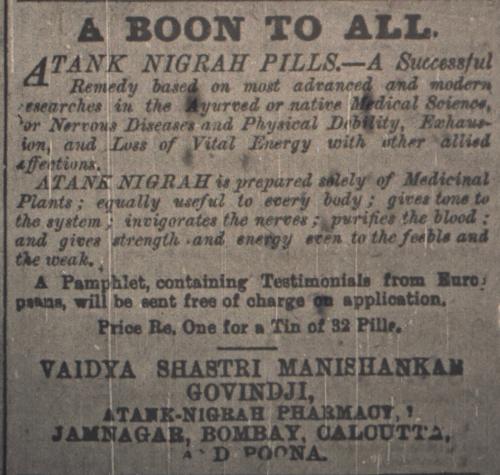 A BOON TO ALL.
ATANK NIGRAH PILLS.—A Successful
Remedy based on most advanced and modern
researches in the Ayurved or native Medical Science,
for Nervous Diseases and Physical Debility, Exhaus-
ion, and Loss of Vital Energy with other allied
affections.
ATANK NIGRAH is prepared solely of Medicinal
Plants; equally useful to every body; gives tone to
the system; invigorates the nerves; purifies the blood;
and gives strength and energy even to the feeble and
the weak.
A Pamphlet, containing Testimonials from Euro-
peans, will be sent free of charge on application.
Price Re. One for a Tin of 32 Pills.
VAIDYA SHASTRI MANISHANKAR
GOVINDJI,
ATANK-NIGRAH PHARMACY,
JAMNAGAR, BOMBAY, CALCUTTA,
AND POONA.